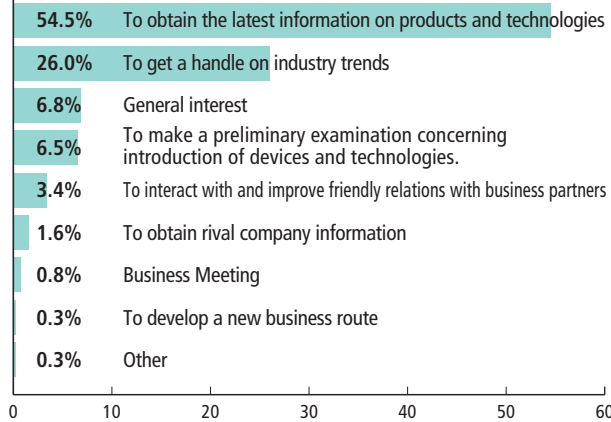 54.5% To obtain the latest information on products and technologies
26.0% To get a handle on industry trends
6.8% General interest
6.5% To make a preliminary examination concerning
introduction of devices and technologies.
3.4% To interact with and improve friendly relations with business partners
1.6% To obtain rival company information
0.8% Business Meeting
0.3% To develop a new business route
0.3% Other
0 10 20 30 40 50 60